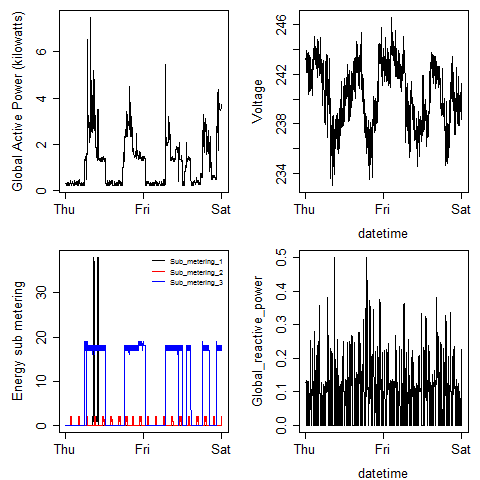 Global Active Power (kilowatts)
0
2
4
6
Thu
Fri
Sat
Voltage
234
238
242
246
Thu
Fri
Sat
datetime
Energy sub metering
0
10
20
30
Sub_metering_1
Sub_metering_2
Sub_metering_3
Thu
Fri
Sat
Global_reactive_power
0.0
0.1
0.2
0.3
0.4
0.5
Thu
Fri
Sat
datetime